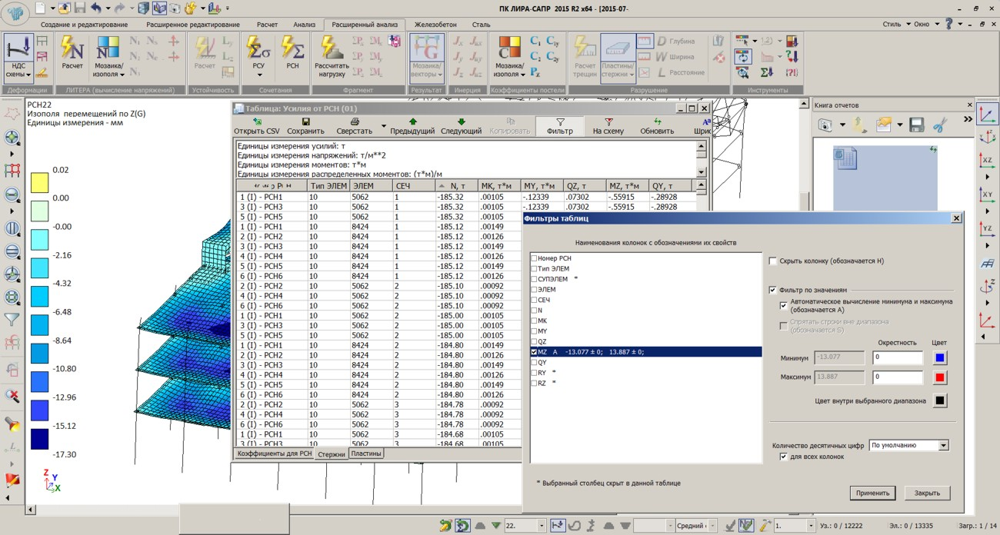 ПК ЛИРА-САПР 2015 R2 x64 - [2015-07-
Создание и редактирование Расширенное редактирование Расчет Анализ Расширенный анализ Железобетон Сталь Стиль Окно
НДС схемы
Расчет
Мозаика/ изополя
Расчет
РСУ
РСН
Рассчитать нагрузку
Мозаика/ векторы
Мозаика/ изополя
C1 C1y
C2 C2y
Pz
Расчет трещин
Пластины/ стержни
D Глубина
W Ширина
L Расстояние
Деформации ЛИТЕРА (вычисление напряжений) Устойчивость Сочетания Фрагмент Результат Инерция Коэффициенты постели Разрушение Инструменты
РСН22
Изополя перемещений по Z(G)
Единицы измерения - мм
0.02
0.00
-0.00
-2.16
-4.32
-6.48
-8.64
-10.80
-12.96
-15.12
-17.30
Z
Y
X
Таблица: Усилия от РСН (01)
Открыть CSV Сохранить Сверстать Предыдущий Следующий Копировать Фильтр На схему Обновить Шри
Единицы измерения усилий: т
Единицы измерения напряжений: т/м**2
Единицы измерения моментов: т*м
Единицы измерения распределенных моментов: (т*м)/м
Тип ЭЛЕМ ЭЛЕМ СЕЧ N, т MK, т*м MY, т*м QZ, т MZ, т*м QY, т
1 (I) - РСН1 10 5062 1 -185.32 .00105 -.12339 .07302 -.55915 -.28928
3 (I) - РСН3 10 5062 1 -185.32 .00105 -.12339 .07302 -.55915 -.28928
5 (I) - РСН5 10 5062 1 -185.32 .00105
1 (I) - РСН1 10 8424 1 -185.12 .00149
2 (I) - РСН2 10 8424 1 -185.12 .00126
3 (I) - РСН3 10 8424 1 -185.12 .00149
4 (I) - РСН4 10 8424 1 -185.12 .00126
5 (I) - РСН5 10 8424 1 -185.12 .00149
6 (I) - РСН6 10 8424 1 -185.12 .00126
2 (I) - РСН2 10 5062 2 -185.10 .00092
4 (I) - РСН4 10 5062 2 -185.10 .00092
6 (I) - РСН6 10 5062 2 -185.10 .00092
1 (I) - РСН1 10 5062 2 -185.00 .00105
3 (I) - РСН3 10 5062 2 -185.00 .00105
5 (I) - РСН5 10 5062 2 -185.00 .00105
1 (I) - РСН1 10 8424 2 -184.80 .00149
2 (I) - РСН2 10 8424 2 -184.80 .00126
3 (I) - РСН3 10 8424 2 -184.80 .00149
4 (I) - РСН4 10 8424 2 -184.80 .00126
5 (I) - РСН5 10 8424 2 -184.80 .00149
6 (I) - РСН6 10 8424 2 -184.80 .00126
2 (I) - РСН2 10 5062 3 -184.78 .00092
4 (I) - РСН4 10 5062 3 -184.78 .00092
6 (I) - РСН6 10 5062 3 -184.78 .00092
1 (I) - РСН1 10 5062 3 -184.68 .00105
3 (I) - РСН3 10 5062 3 -184.68 .00105
Коэффициенты для РСН Стержни Пластины
Фильтры таблиц
Наименования колонок с обозначениями их свойств
Номер РСН
Тип ЭЛЕМ
СУПЭЛЕМ *
ЭЛЕМ
СЕЧ
N
MK
MY
QZ
MZ A -13.077 ± 0; 13.887 ± 0;
QY
RY *
RZ *
* Выбранный столбец скрыт в данной таблице
Скрыть колонку (обозначается H)
Фильтр по значениям
Автоматическое вычисление минимума и максимума
(обозначается A)
Спрятать строки вне диапазона
(обозначается S)
Окрестность Цвет
Минимум -13.077 0
Максимум 13.887 0
Цвет внутри выбранного диапазона
Количество десятичных цифр По умолчанию
для всех колонок
Применить Закрыть
Книга отчетов
XZ
XY
YZ
22. Средний 1. Уз.: 0 / 12222 Эл.: 0 / 13335 Загр.: 1 / 14